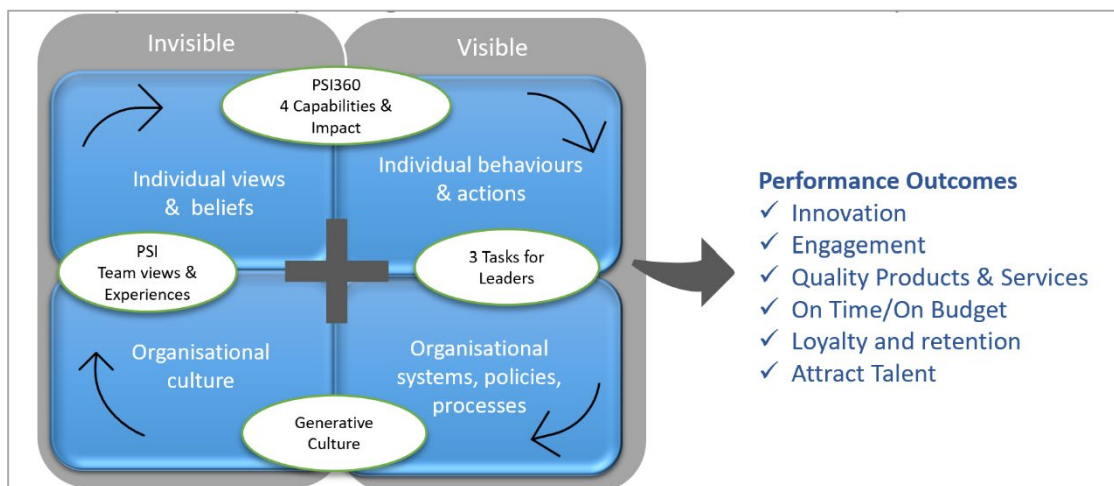 Invisible
Visible
PSI360
4 Capabilities &
Impact
Individual views
& beliefs
Individual behaviours
& actions
PSI
Team views &
Experiences
3 Tasks for
Leaders
Organisational
culture
Organisational
systems, policies,
processes
Generative
Culture
Performance Outcomes
✓ Innovation
✓ Engagement
✓ Quality Products & Services
✓ On Time/On Budget
✓ Loyalty and retention
✓ Attract Talent